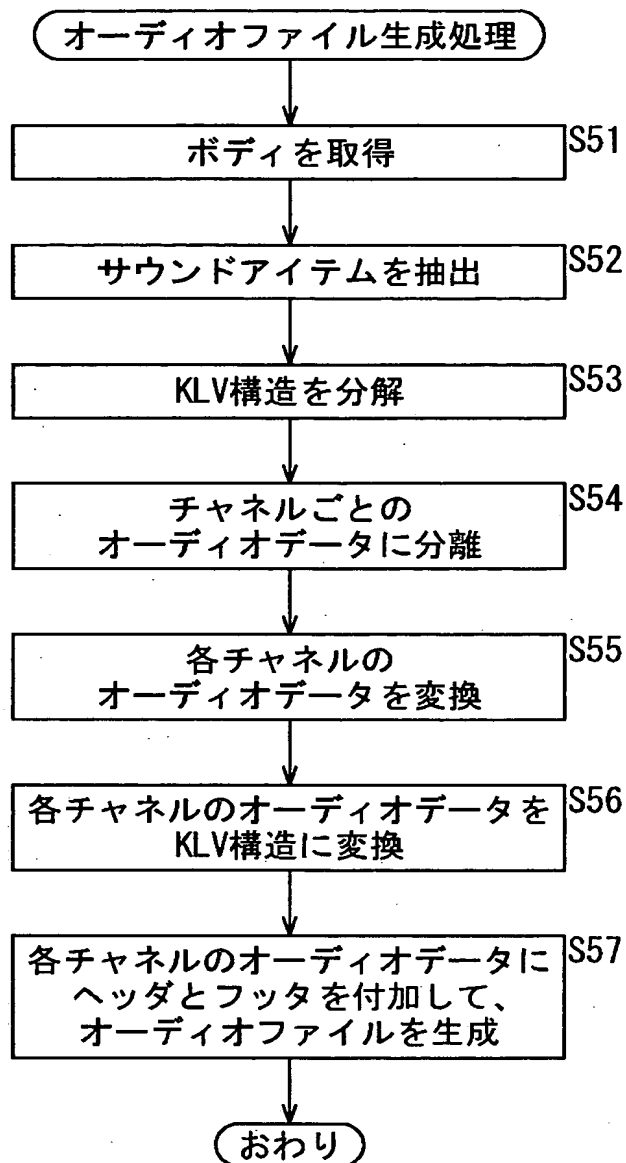 オーディオファイル生成処理
ボディを取得
S51
サウンドアイテムを抽出
S52
KLV構造を分解
S53
チャネルごとの
オーディオデータに分離
S54
各チャネルの
オーディオデータを変換
S55
各チャネルのオーディオデータを
KLV構造に変換
S56
各チャネルのオーディオデータに
ヘッダとフッタを付加して、
オーディオファイルを生成
S57
おわり